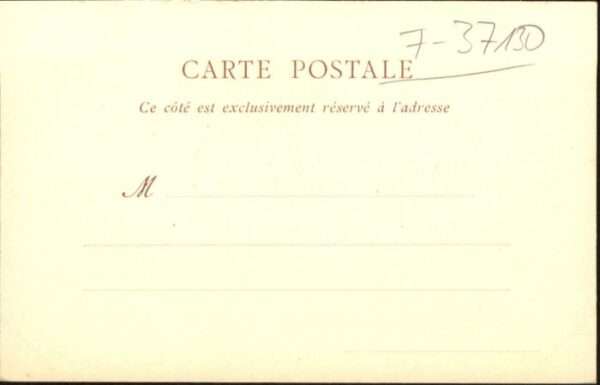 7-37130
CARTE POSTALE
Ce côté est exclusivement réservé à l'adresse
M